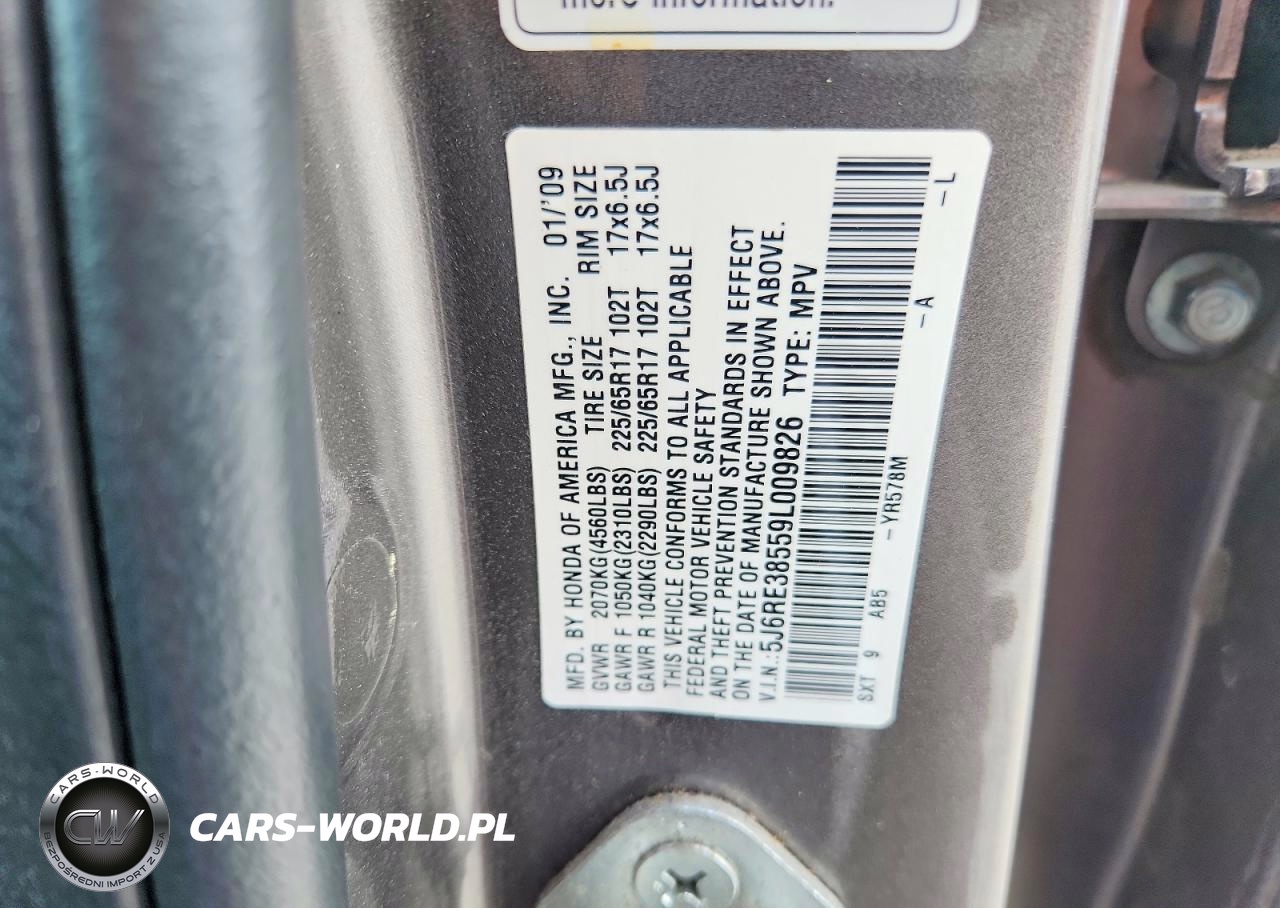 more information.
MFD. BY HONDA OF AMERICA MFG., INC. 01/'09
GVWR 2070KG(4560LBS) TIRE SIZE RIM SIZE
GAWR F 1050KG(2310LBS) 225/65R17 102T 17x6.5J
GAWR R 1040KG(2290LBS) 225/65R17 102T 17x6.5J
THIS VEHICLE CONFORMS TO ALL APPLICABLE
FEDERAL MOTOR VEHICLE SAFETY
AND THEFT PREVENTION STANDARDS IN EFFECT
ON THE DATE OF MANUFACTURE SHOWN ABOVE.
V.I.N.:5J6RE38559L009826 TYPE: MPV
SXT 9 AB5 -YR578M -A -L
CARS-WORLD
CW
BEZPOŚREDNI IMPORT Z USA
CARS-WORLD.PL